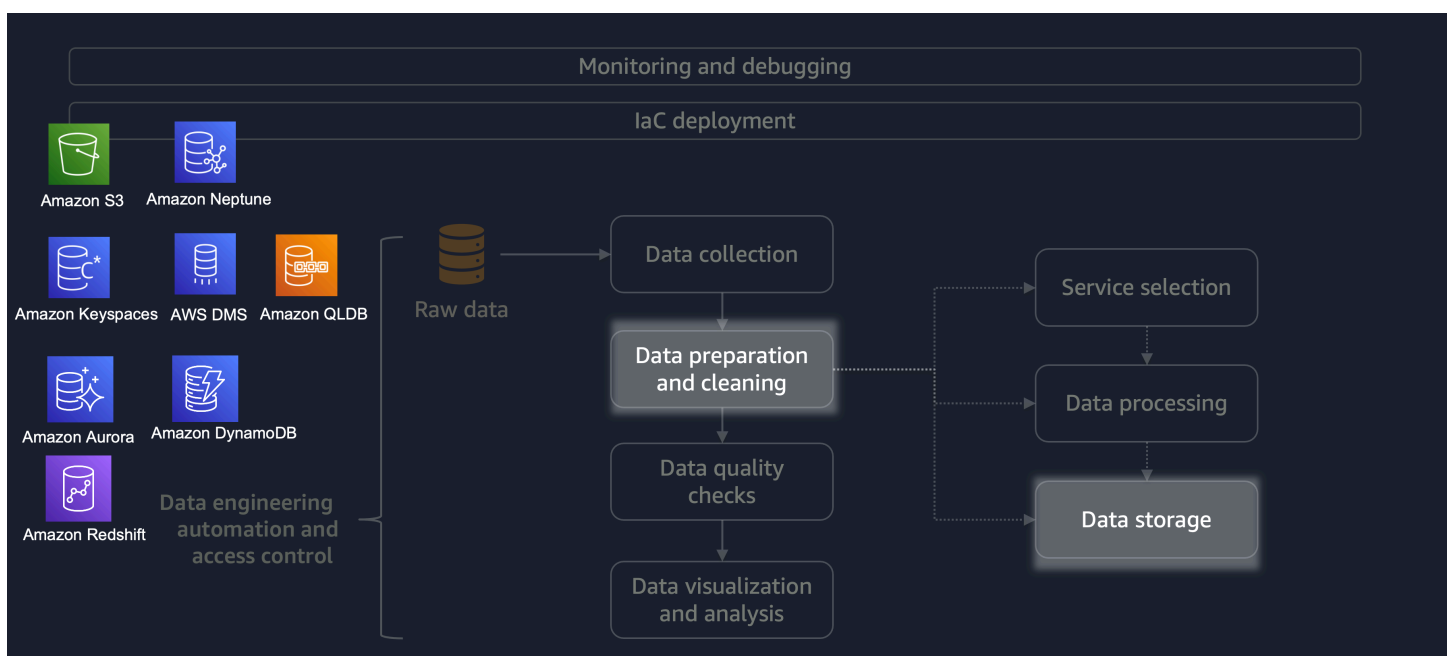 Monitoring and debugging
IaC deployment
Amazon S3
Amazon Neptune
Amazon Keyspaces
AWS DMS
Amazon QLDB
Amazon Aurora
Amazon DynamoDB
Amazon Redshift
Data engineering
automation and
access control
Raw data
Data collection
Data preparation
and cleaning
Data quality
checks
Data visualization
and analysis
Service selection
Data processing
Data storage